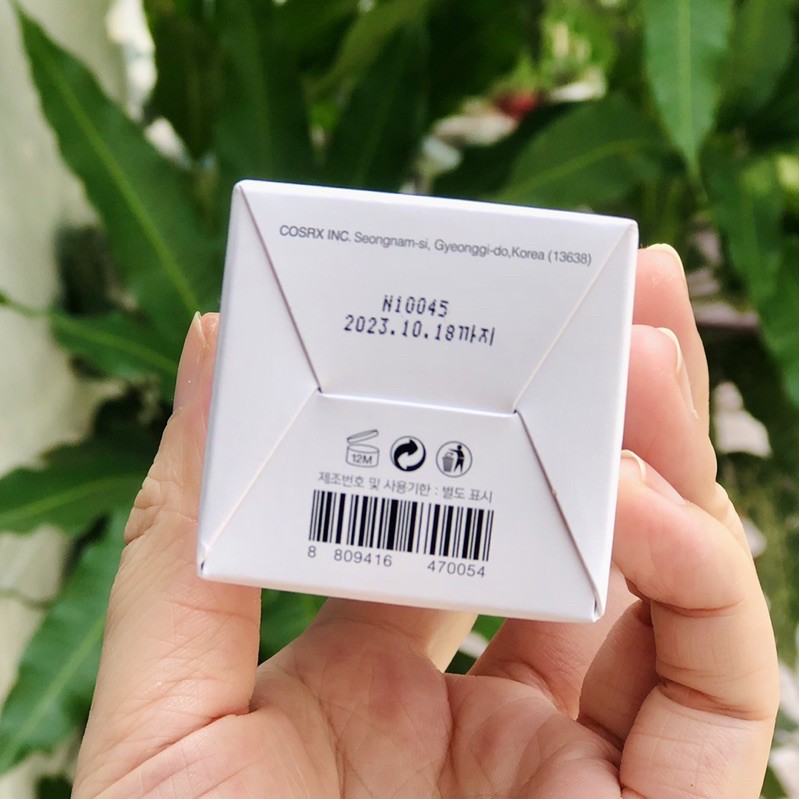 COSRX INC. Seongnam-si, Gyeonggi-do,Korea (13638)
Ni0045
2023.10.18까지
12M
제조번호 및 사용기한 : 별도 표시
8 809416 470054